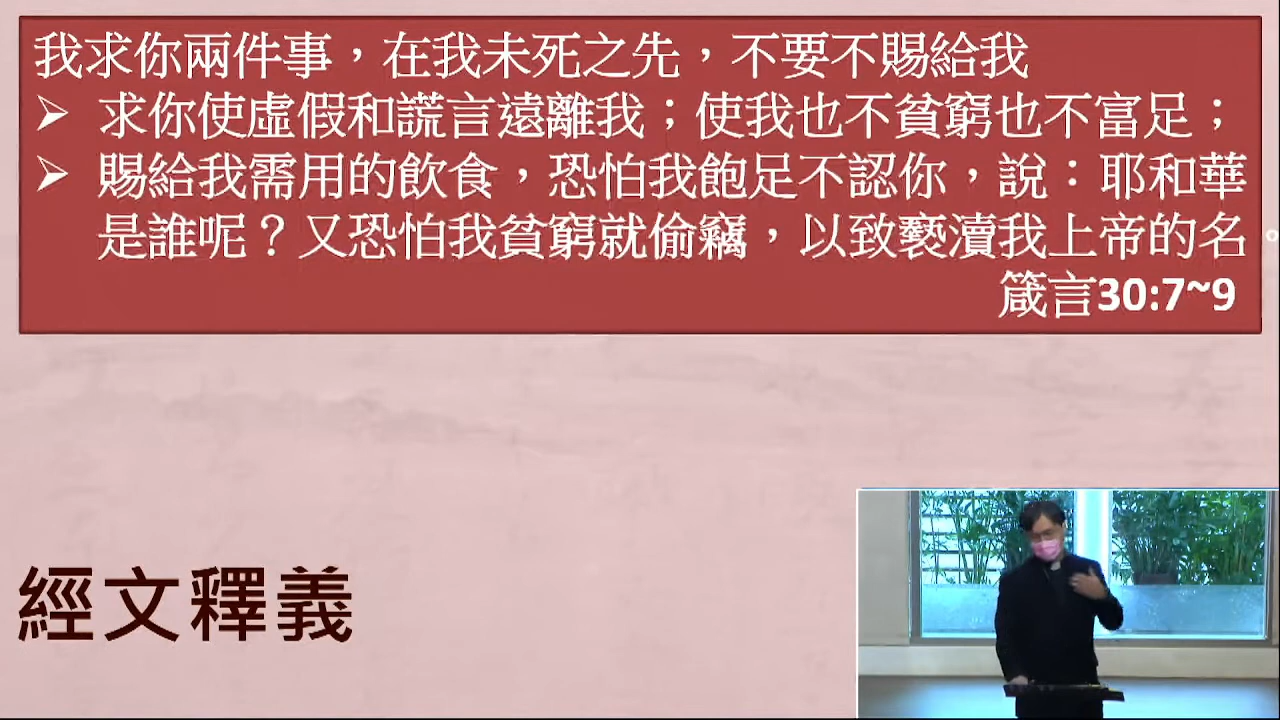 我求你兩件事，在我未死之先，不要不賜給我
➢ 求你使虛假和謊言遠離我；使我也不貧窮也不富足；
➢ 賜給我需用的飲食，恐怕我飽足不認你，說：耶和華
是誰呢？又恐怕我貧窮就偷竊，以致褻瀆我上帝的名。
箴言30:7~9
經文釋義